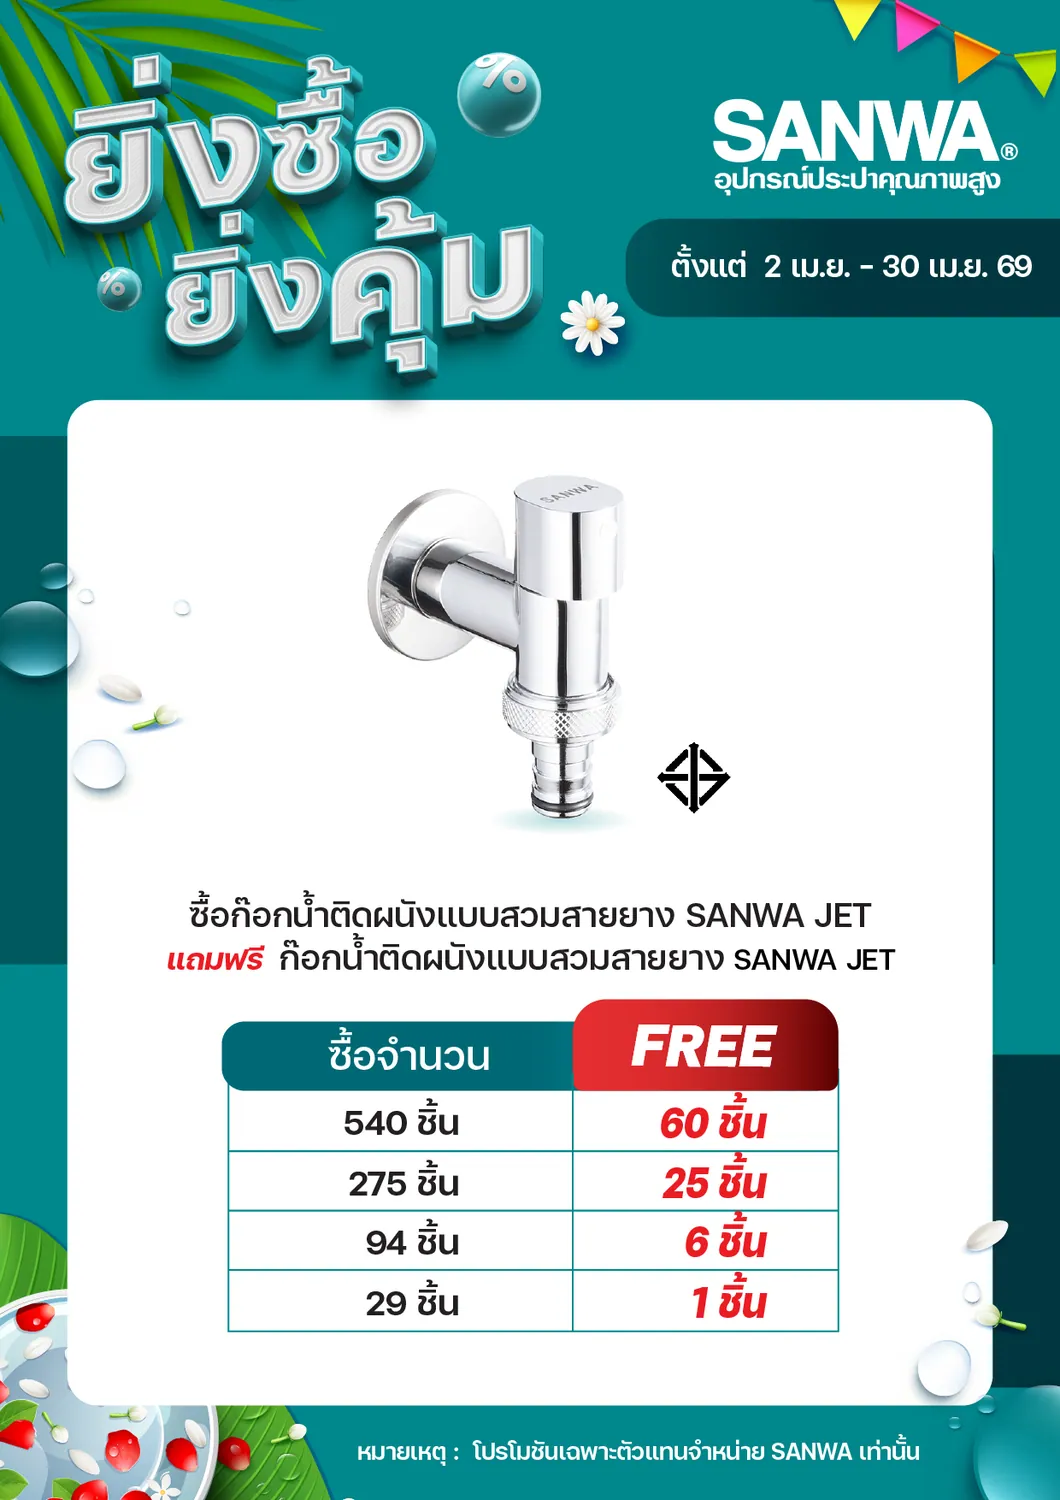 ยิ่งซื้อ
ยิ่งคุ้ม
%
%
SANWA®
อุปกรณ์ประปาคุณภาพสูง
ตั้งแต่ 2 เม.ย. - 30 เม.ย. 69
SANWA
ซื้อก๊อกน้ำติดผนังแบบสวมสายยาง SANWA JET
แถมฟรี ก๊อกน้ำติดผนังแบบสวมสายยาง SANWA JET
ซื้อจำนวน FREE
540 ชิ้น 60 ชิ้น
275 ชิ้น 25 ชิ้น
94 ชิ้น 6 ชิ้น
29 ชิ้น 1 ชิ้น
หมายเหตุ : โปรโมชันเฉพาะตัวแทนจำหน่าย SANWA เท่านั้น